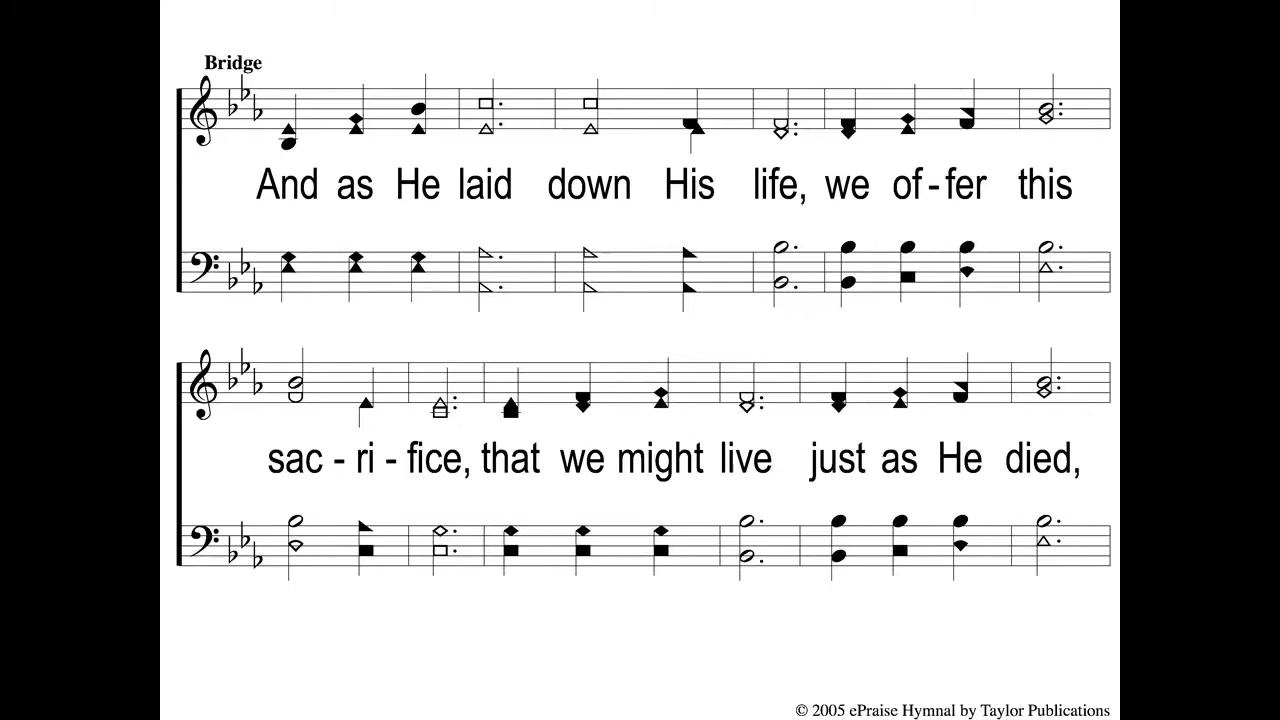 Bridge
And as He laid down His life, we of-fer this
sac-ri-fice, that we might live just as He died,
© 2005 ePraise Hymnal by Taylor Publications